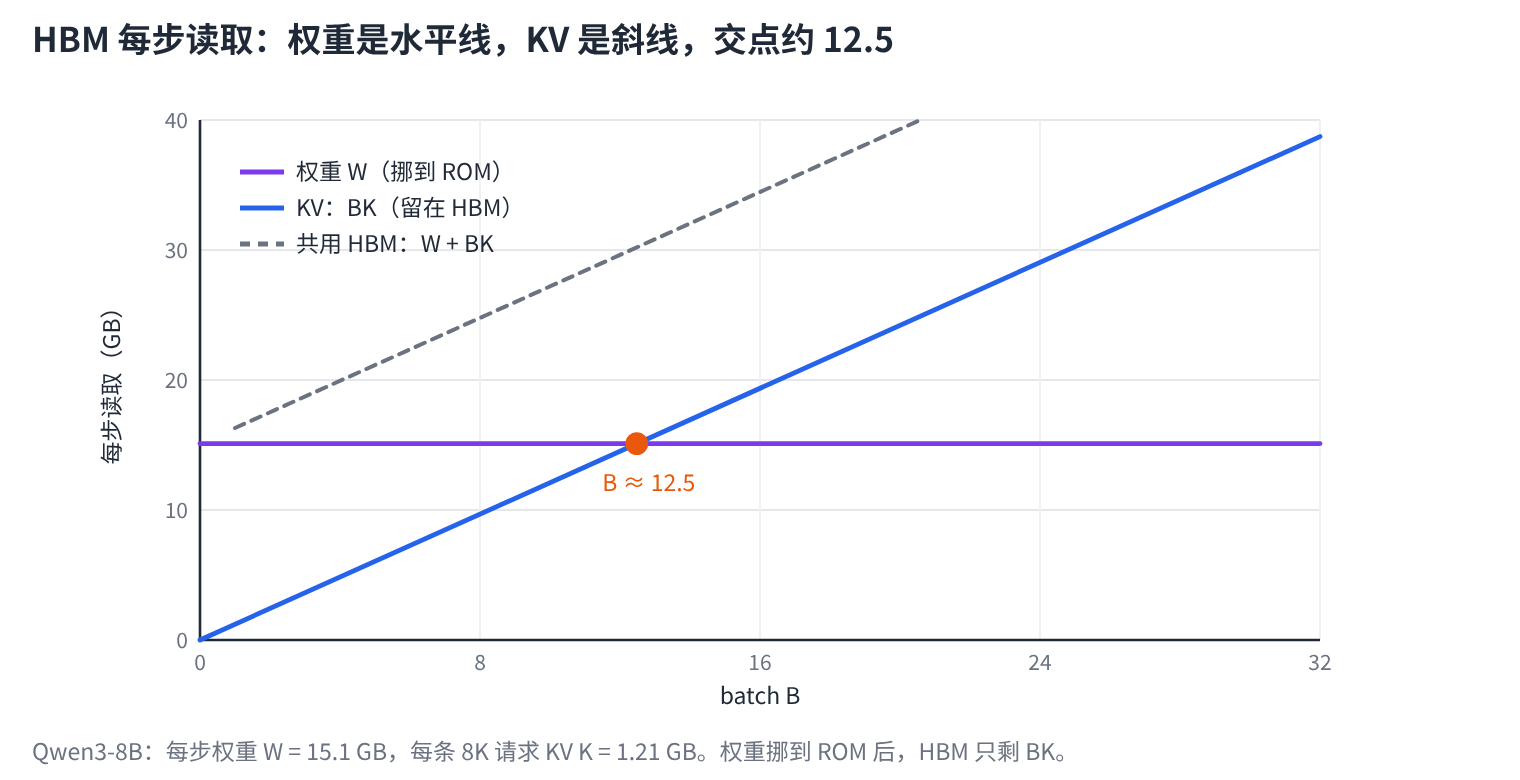 HBM 每步读取：权重是水平线，KV 是斜线，交点约 12.5
40
权重 W（挪到 ROM）
KV：BK（留在 HBM）
共用 HBM：W + BK
30
每步读取（GB）
20
B ≈ 12.5
10
0
0 8 16 24 32
batch B
Qwen3-8B：每步权重 W = 15.1 GB，每条 8K 请求 KV K = 1.21 GB。权重挪到 ROM 后，HBM 只剩 BK。